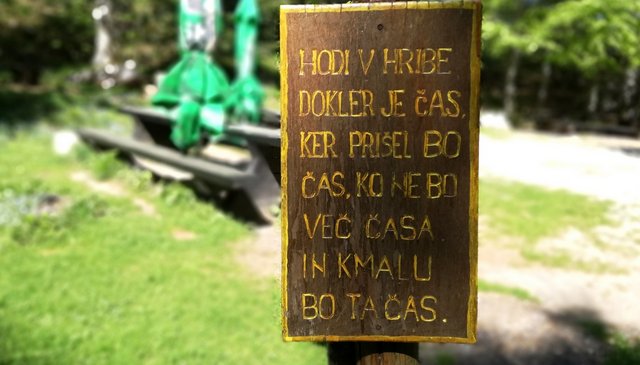 HODI V HRIBE
DOKLER JE ČAS,
KER PRIŠEL BO
ČAS, KO NE BO
VEČ ČASA
IN KMALU
BO TA ČAS.